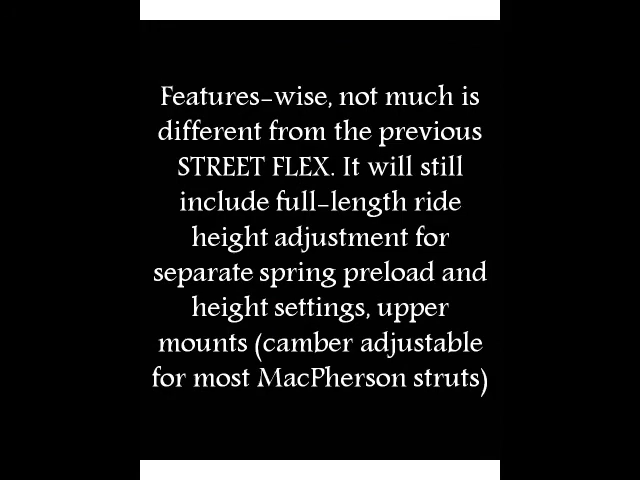 Features-wise, not much is
different from the previous
STREET FLEX. It will still
include full-length ride
height adjustment for
separate spring preload and
height settings, upper
mounts (camber adjustable
for most MacPherson struts)